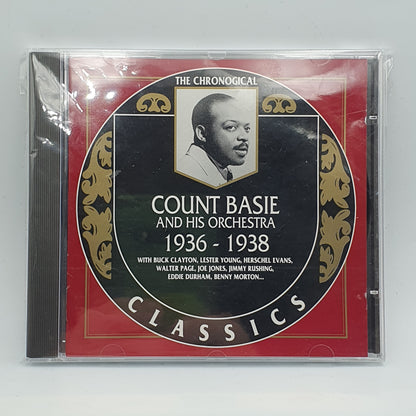 THE CHRONOGICAL
COUNT BASIE
AND HIS ORCHESTRA
1936 - 1938
WITH BUCK CLAYTON, LESTER YOUNG, HERSCHEL EVANS,
WALTER PAGE, JOE JONES, JIMMY RUSHING,
EDDIE DURHAM, BENNY MORTON...
CLASSICS